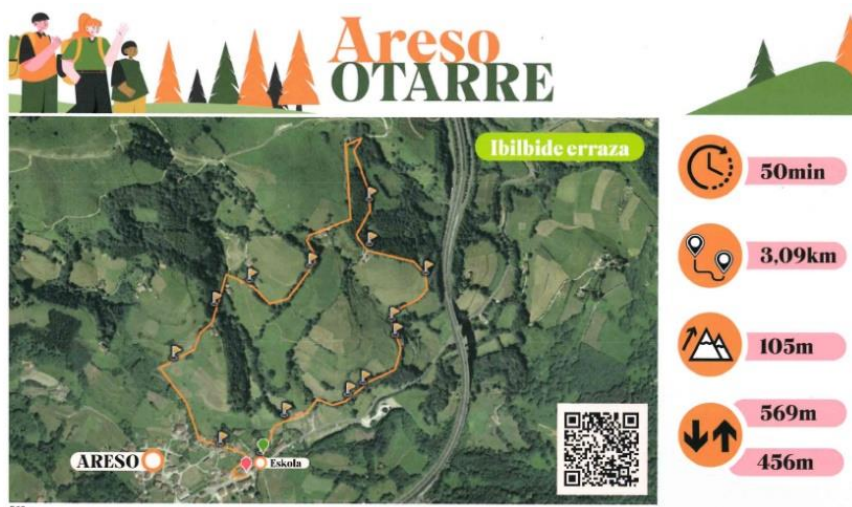 Areso
OTARRE
Ibilbide erraza
50min
3,09km
105m
569m
456m
ARESO
Eskola